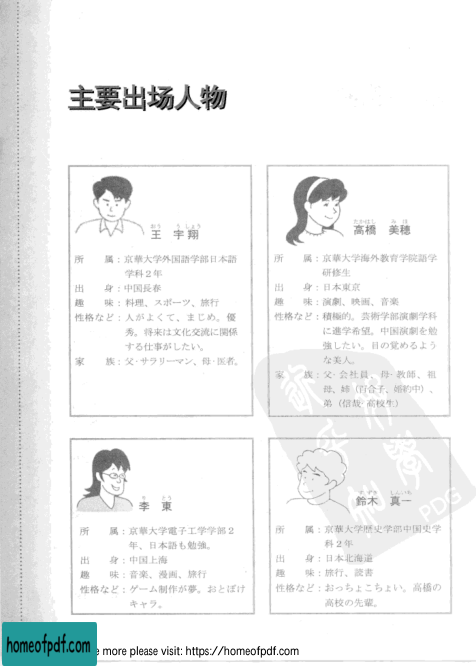 主要出场人物
おう う しょう
王 宇翔
所 属：京華大学外国語学部日本語
学科２年
出 身：中国長春
趣 味：料理、スポーツ、旅行
性格など：人がよくて、まじめ。優
秀。将来は文化交流に関係
する仕事がしたい。
家 族：父·サラリーマン、母·医者。
たかはし み ほ
高橋 美穂
所 属：京華大学海外教育学院語学
研修生
出 身：日本東京
趣 味：演劇、映画、音楽
性格など：積極的。芸術学部演劇学科
に進学希望。中国演劇を勉
強したい。目の覚めるよう
な美人。
家 族：父·会社員、母·教師、祖
母、姉（百合子、婚約中）、
弟（信哉·高校生）
り とう
李 東
所 属：京華大学電子工学学部２
年、日本語も勉強。
出 身：中国上海
趣 味：音楽、漫画、旅行
性格など：ゲーム制作が夢。おとぼけ
キャラ。
鈴木 真一
所 属：京華大学歴史学部中国史学
科２年
出 身：日本北海道
趣 味：旅行、読書
性格など：おっちょこちょい。高橋の
高校の先輩。
PDG
homeofpdf.com
e more please visit: https://homeofpdf.com